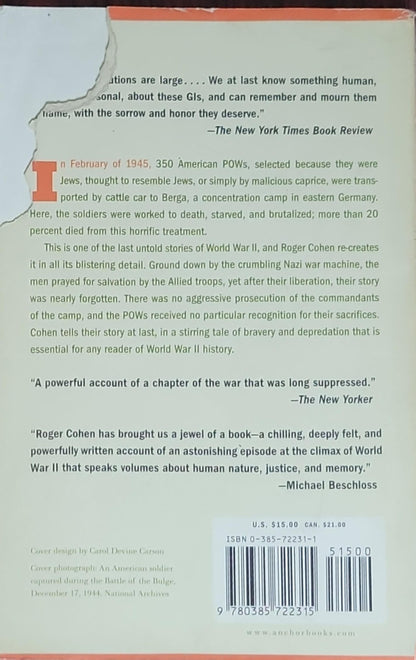 ations are large.... We at last know something human,
sonal, about these GIs, and can remember and mourn them
name, with the sorrow and honor they deserve."
—The New York Times Book Review
In February of 1945, 350 American POWs, selected because they were
Jews, thought to resemble Jews, or simply by malicious caprice, were trans-
ported by cattle car to Berga, a concentration camp in eastern Germany.
Here, the soldiers were worked to death, starved, and brutalized; more than 20
percent died from this horrific treatment.
This is one of the last untold stories of World War II, and Roger Cohen re-creates
it in all its blistering detail. Ground down by the crumbling Nazi war machine, the
men prayed for salvation by the Allied troops, yet after their liberation, their story
was nearly forgotten. There was no aggressive prosecution of the commandants
of the camp, and the POWs received no particular recognition for their sacrifices.
Cohen tells their story at last, in a stirring tale of bravery and depredation that is
essential for any reader of World War II history.
"A powerful account of a chapter of the war that was long suppressed."
—The New Yorker
"Roger Cohen has brought us a jewel of a book—a chilling, deeply felt, and
powerfully written account of an astonishing episode at the climax of World
War II that speaks volumes about human nature, justice, and memory."
—Michael Beschloss
U.S. $15.00 CAN. $21.00
ISBN 0-385-72231-1
51500
9 780385 722315
Cover design by Carol Devine Carson
Cover photograph: An American soldier
captured during the Battle of the Bulge,
December 17, 1944. National Archives
www.anchorbooks.com